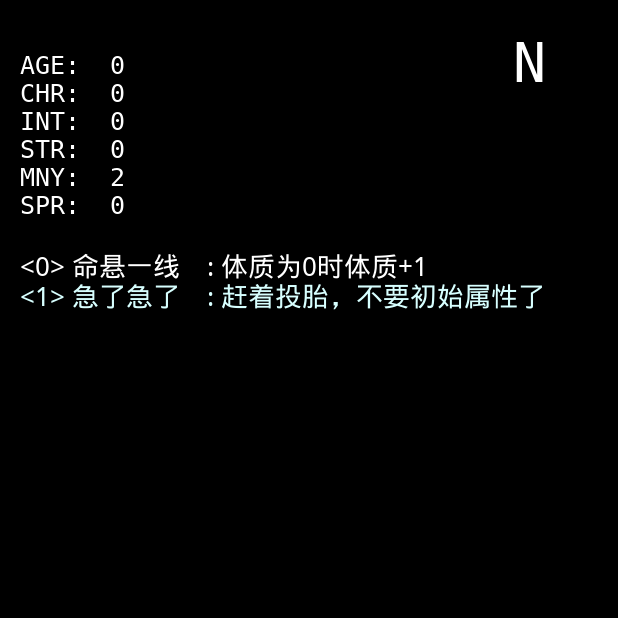 N
AGE: 0
CHR: 0
INT: 0
STR: 0
MNY: 2
SPR: 0
<0> 命悬一线 : 体质为0时体质+1
<1> 急了急了 : 赶着投胎，不要初始属性了